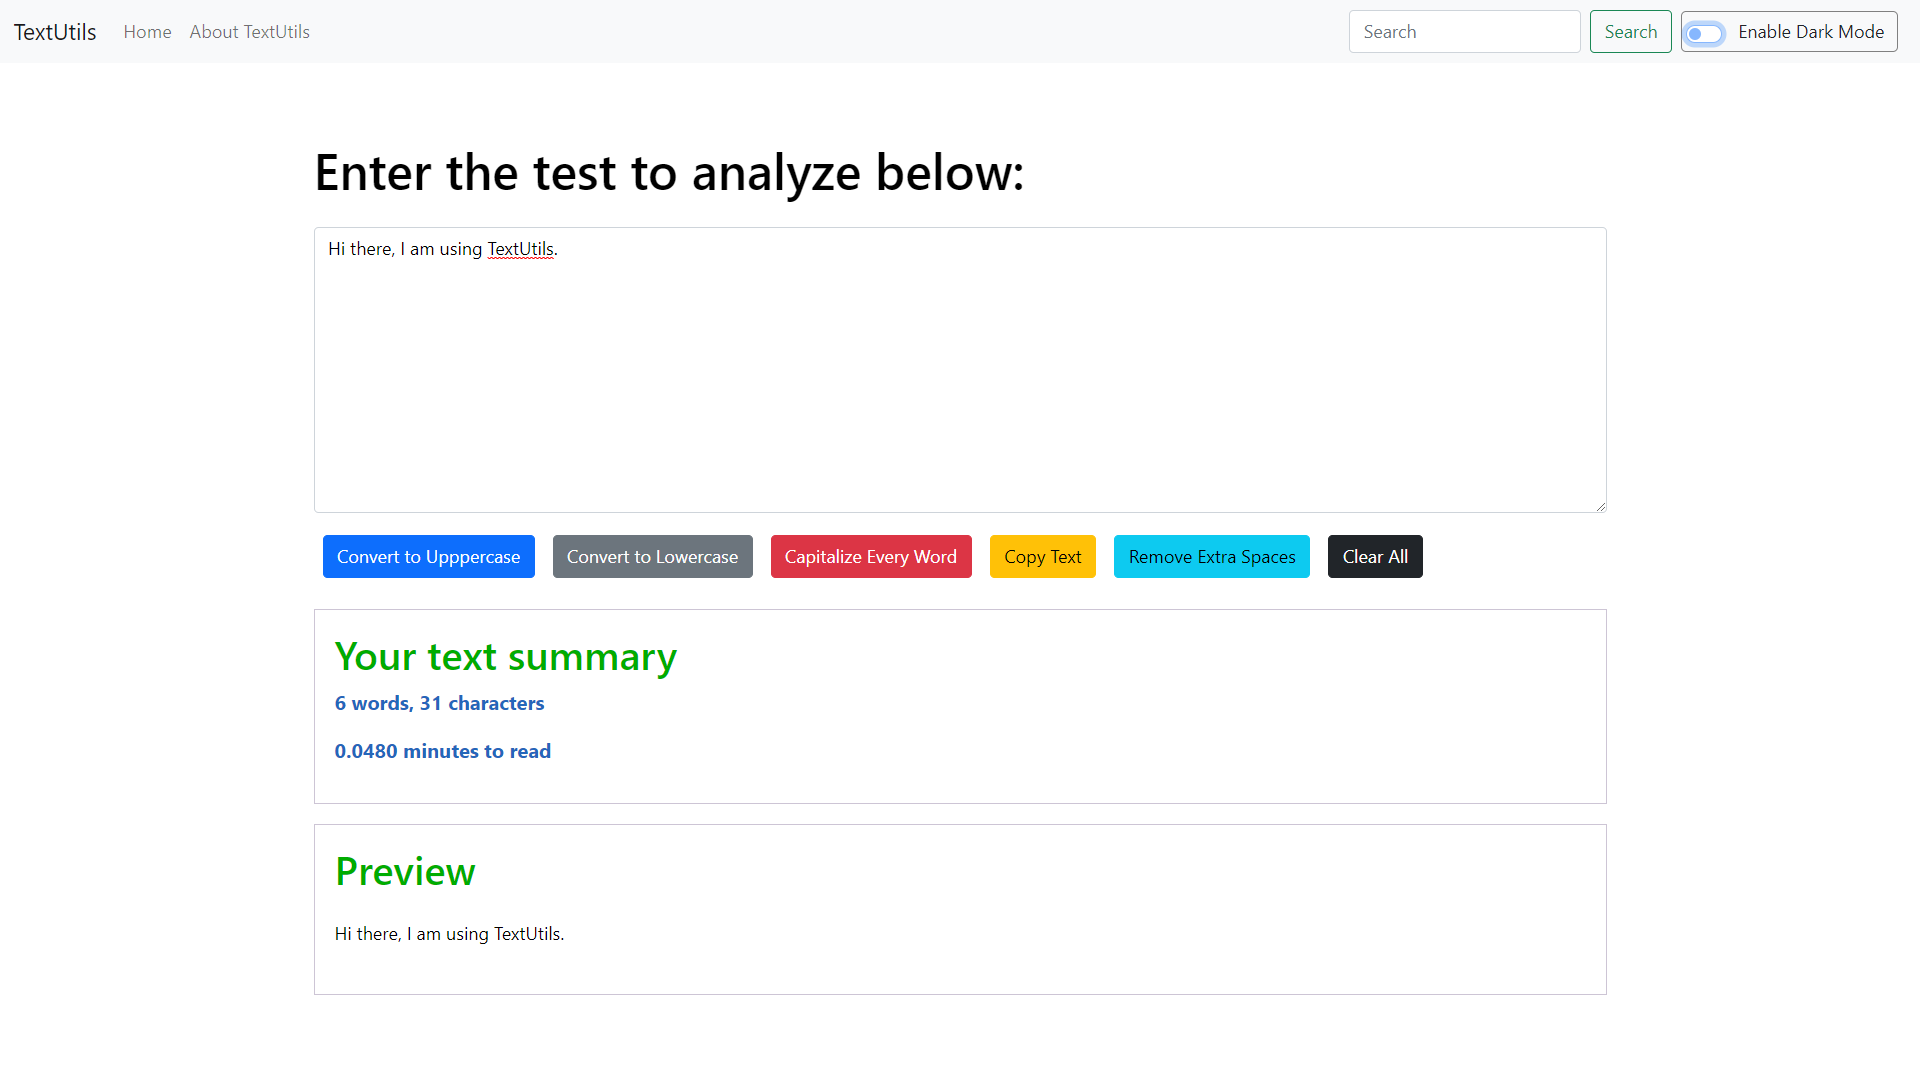 TextUtils Home About TextUtils Search Search Enable Dark Mode
Enter the test to analyze below:
Hi there, I am using TextUtils.
Convert to Upppercase Convert to Lowercase Capitalize Every Word Copy Text Remove Extra Spaces Clear All
Your text summary
6 words, 31 characters
0.0480 minutes to read
Preview
Hi there, I am using TextUtils.